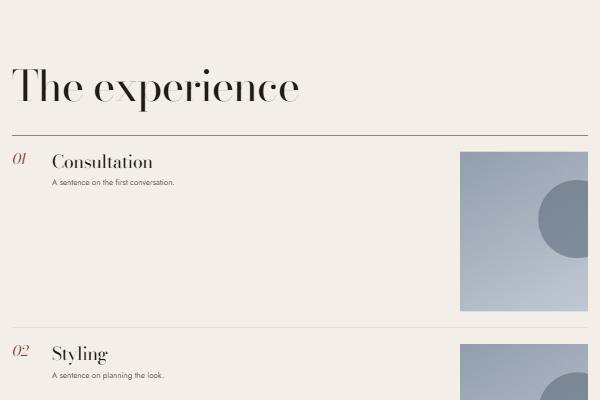 The experience
01
Consultation
A sentence on the first conversation.
02
Styling
A sentence on planning the look.